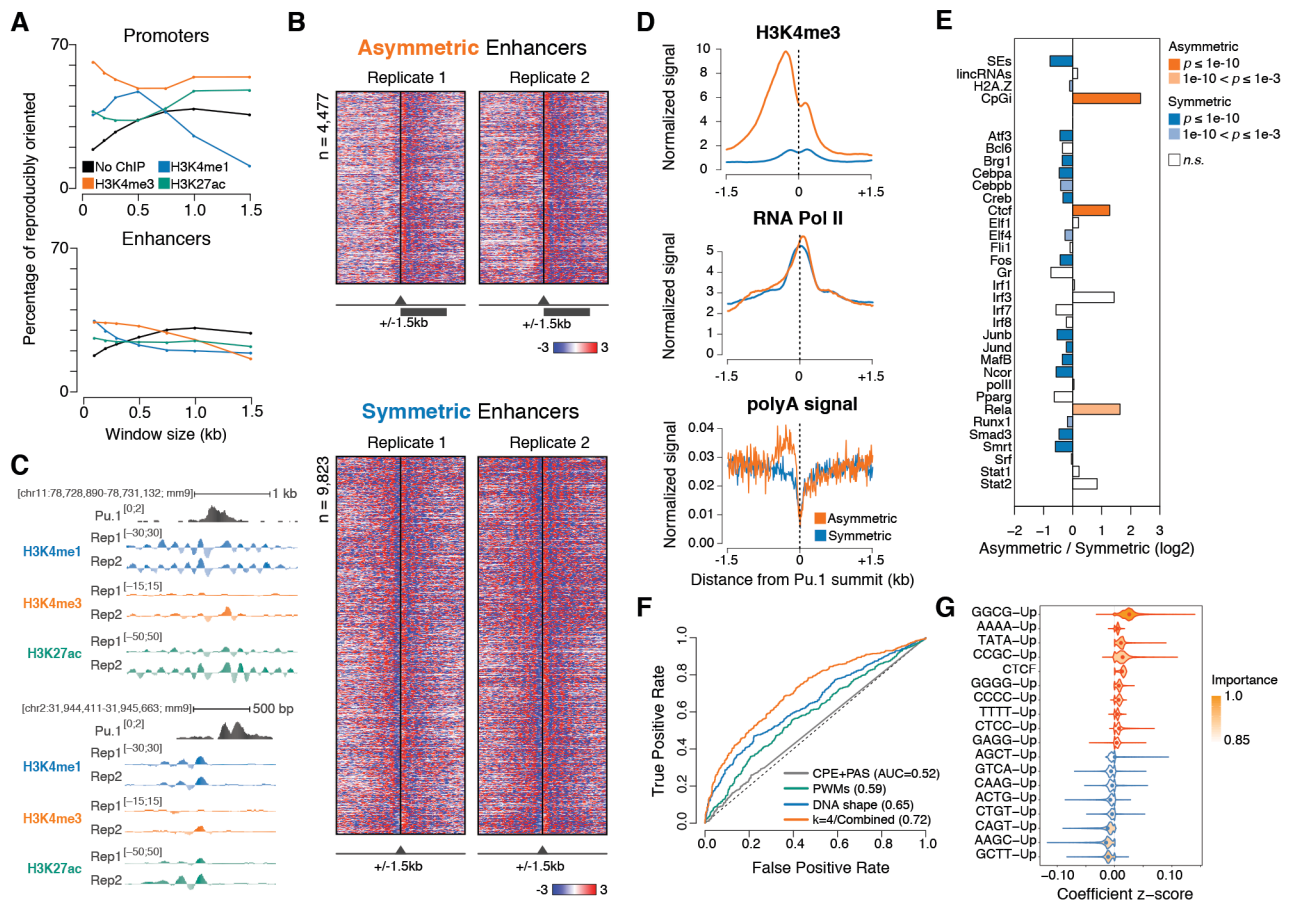 A
Promoters
70
0
No ChIP
H3K4me1
H3K4me3
H3K27ac
0 0.5 1.0 1.5
Enhancers
70
0
0 0.5 1.0 1.5
Window size (kb)
Percentage of reproducibly oriented
B
Asymmetric Enhancers
Replicate 1 Replicate 2
n = 4,477
+/-1.5kb +/-1.5kb
-3 3
Symmetric Enhancers
Replicate 1 Replicate 2
n = 9,823
+/-1.5kb +/-1.5kb
-3 3
C
[chr11:78,728,890-78,731,132; mm9] 1 kb
Pu.1 [0;2]
H3K4me1
Rep1 [−30;30]
Rep2
H3K4me3
Rep1 [−15;15]
Rep2
H3K27ac
Rep1 [−50;50]
Rep2
[chr2:31,944,411-31,945,663; mm9] 500 bp
Pu.1 [0;2]
H3K4me1
Rep1 [−30;30]
Rep2
H3K4me3
Rep1 [−15;15]
Rep2
H3K27ac
Rep1 [−50;50]
Rep2
D
H3K4me3
Normalized signal
10
8
6
4
2
0
-1.5 0 +1.5
RNA Pol II
Normalized signal
5
4
3
2
1
0
-1.5 0 +1.5
polyA signal
Normalized signal
0.04
0.03
0.02
0.01
0.00
Asymmetric
Symmetric
-1.5 0 +1.5
Distance from Pu.1 summit (kb)
E
SEs
lincRNAs
H2A.Z
CpGi
Atf3
Bcl6
Brg1
Cebpa
Cebpb
Creb
Ctcf
Elf1
Elf4
Fli1
Fos
Gr
Irf1
Irf3
Irf7
Irf8
Junb
Jund
MafB
Ncor
polII
Pparg
Rela
Runx1
Smad3
Smrt
Srf
Stat1
Stat2
−2 −1 0 1 2 3
Asymmetric / Symmetric (log2)
Asymmetric
p ≤ 1e-10
1e-10 < p ≤ 1e-3
Symmetric
p ≤ 1e-10
1e-10 < p ≤ 1e-3
n.s.
F
True Positive Rate
1.0
0.8
0.6
0.4
0.2
0.0
CPE+PAS (AUC=0.52)
PWMs (0.59)
DNA shape (0.65)
k=4/Combined (0.72)
0.0 0.2 0.4 0.6 0.8 1.0
False Positive Rate
G
GGCG−Up
AAAA−Up
TATA−Up
CCGC−Up
CTCF
GGGG−Up
CCCC−Up
TTTT−Up
CTCC−Up
GAGG−Up
AGCT−Up
GTCA−Up
CAAG−Up
ACTG−Up
CTGT−Up
CAGT−Up
AAGC−Up
GCTT−Up
−0.10 0.00 0.10
Coefficient z−score
Importance
1.0
0.85